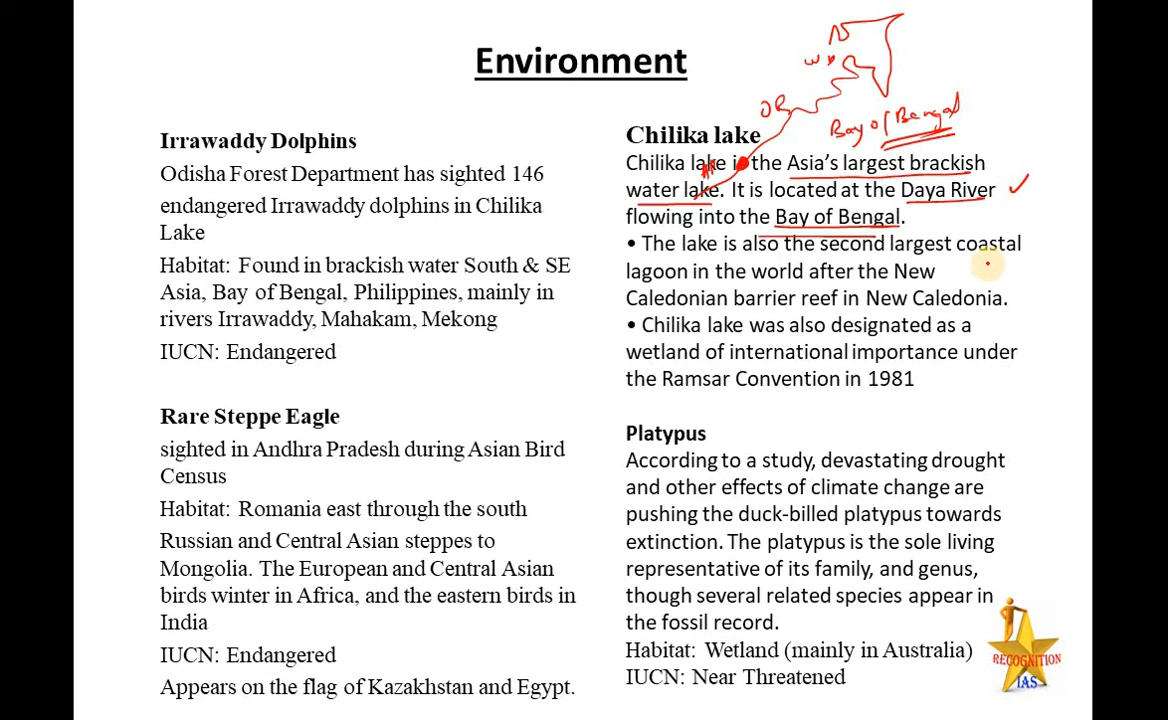 Environment
Irrawaddy Dolphins
Odisha Forest Department has sighted 146
endangered Irrawaddy dolphins in Chilika
Lake
Habitat: Found in brackish water South & SE
Asia, Bay of Bengal, Philippines, mainly in
rivers Irrawaddy, Mahakam, Mekong
IUCN: Endangered
Rare Steppe Eagle
sighted in Andhra Pradesh during Asian Bird
Census
Habitat: Romania east through the south
Russian and Central Asian steppes to
Mongolia. The European and Central Asian
birds winter in Africa, and the eastern birds in
India
IUCN: Endangered
Appears on the flag of Kazakhstan and Egypt.
OR
Bay of Bengal
Chilika lake
Chilika lake is the Asia's largest brackish
water lake. It is located at the Daya River
flowing into the Bay of Bengal.
• The lake is also the second largest coastal
lagoon in the world after the New
Caledonian barrier reef in New Caledonia.
• Chilika lake was also designated as a
wetland of international importance under
the Ramsar Convention in 1981
Platypus
According to a study, devastating drought
and other effects of climate change are
pushing the duck-billed platypus towards
extinction. The platypus is the sole living
representative of its family, and genus,
though several related species appear in
the fossil record.
Habitat: Wetland (mainly in Australia)
IUCN: Near Threatened
RECOGNITION
IAS